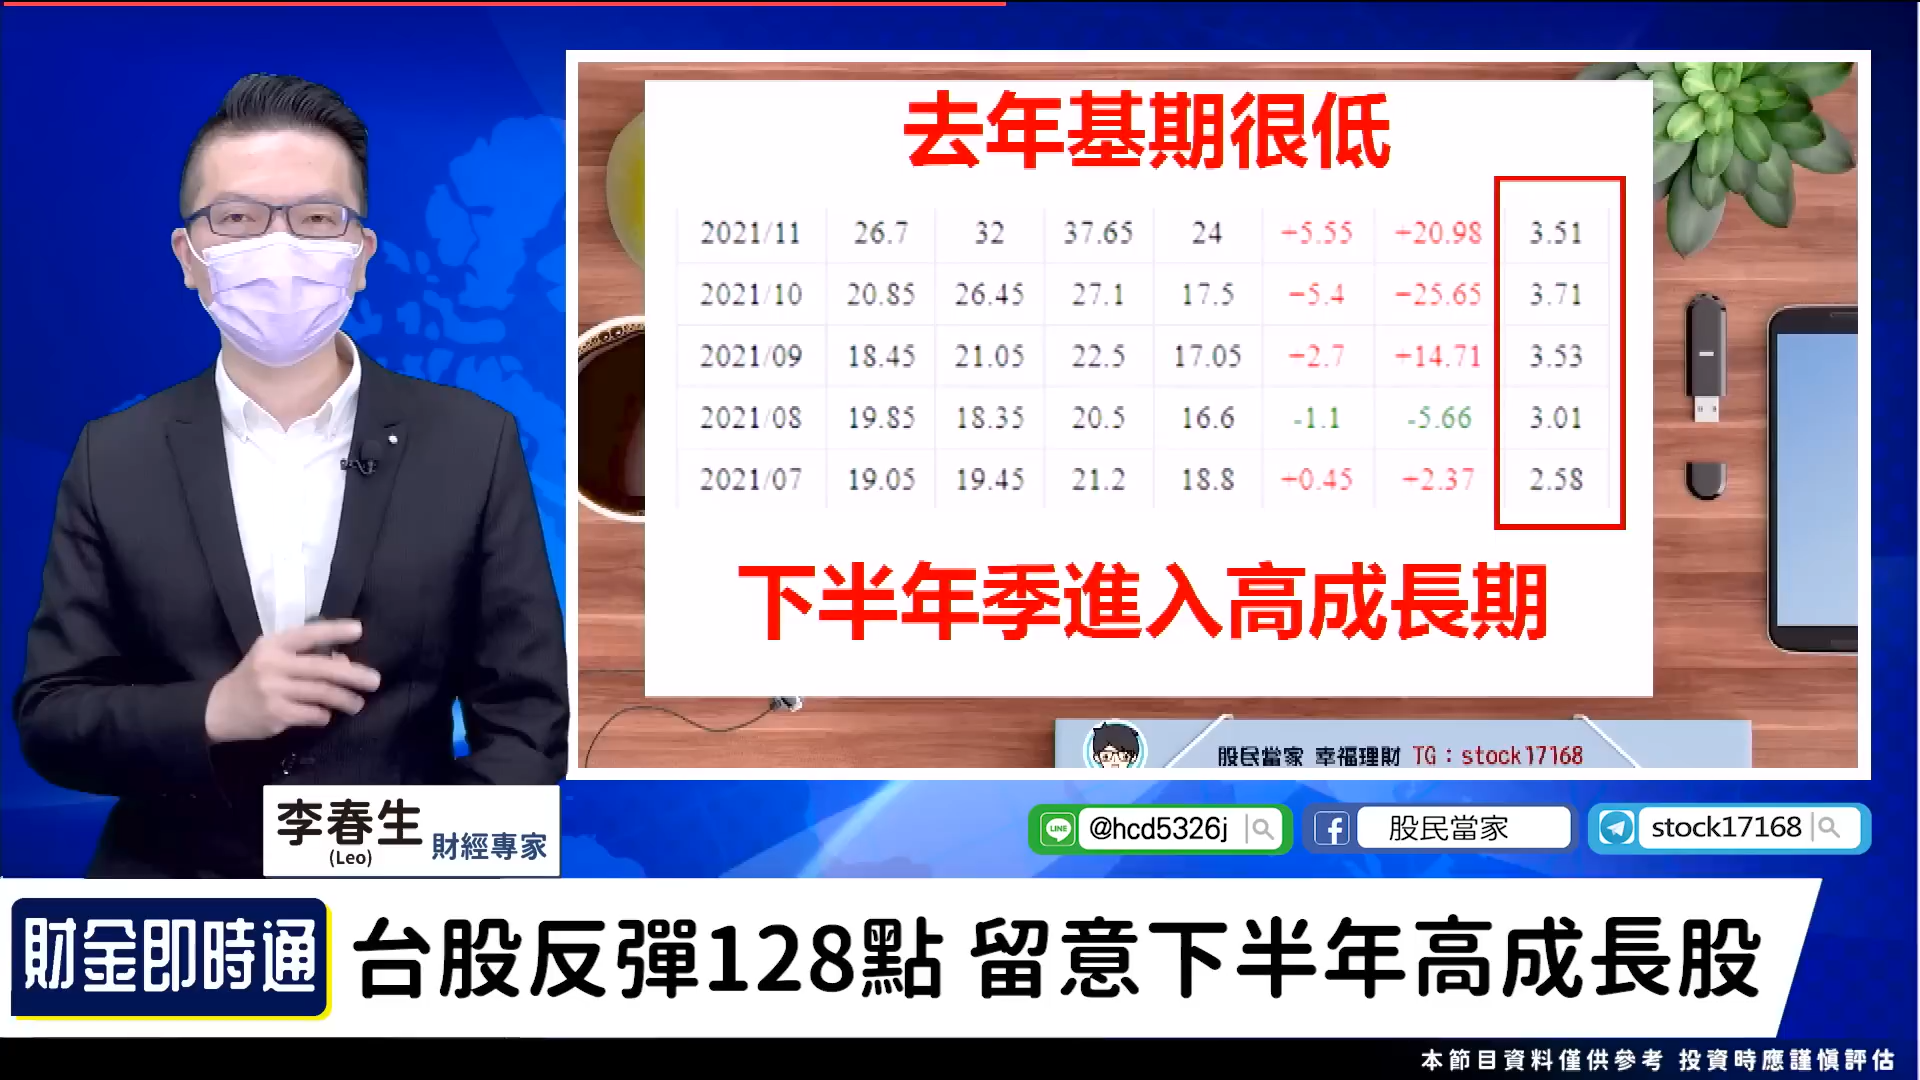 去年基期很低
2021/11 26.7 32 37.65 24 +5.55 +20.98 3.51
2021/10 20.85 26.45 27.1 17.5 +5.4 +25.65 3.71
2021/09 18.45 21.05 22.5 17.05 +2.7 +14.71 3.53
2021/08 19.85 18.35 20.5 16.6 -1.1 -5.66 3.01
2021/07 19.05 19.45 21.2 18.8 +0.45 +2.37 2.58
下半年季進入高成長期
股民當家 幸福理財 TG：stock17168
李春生
(Leo)
財經專家
LINE @hcd5326j
f 股民當家
stock17168
財金即時通
台股反彈128點 留意下半年高成長股
本節目資料僅供參考 投資時應謹慎評估